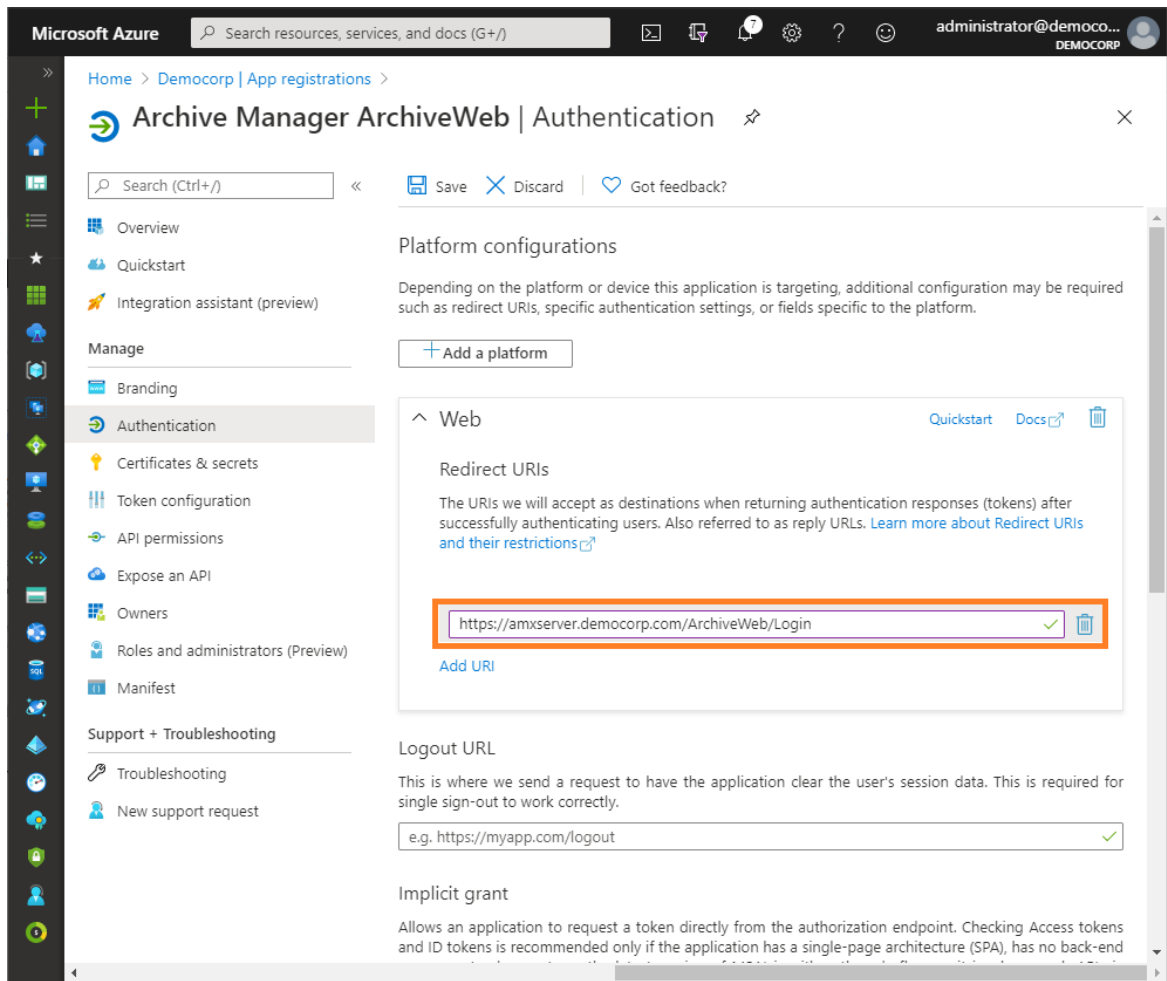 Microsoft Azure
Search resources, services, and docs (G+/)
7
administrator@democo...
DEMOCORP
Home > Democorp | App registrations >
Archive Manager ArchiveWeb | Authentication
Search (Ctrl+/)
Save
Discard
Got feedback?
Overview
Quickstart
Integration assistant (preview)
Manage
Branding
Authentication
Certificates & secrets
Token configuration
API permissions
Expose an API
Owners
Roles and administrators (Preview)
Manifest
Support + Troubleshooting
Troubleshooting
New support request
Platform configurations
Depending on the platform or device this application is targeting, additional configuration may be required
such as redirect URIs, specific authentication settings, or fields specific to the platform.
+ Add a platform
Web
Quickstart
Docs
Redirect URIs
The URIs we will accept as destinations when returning authentication responses (tokens) after
successfully authenticating users. Also referred to as reply URLs. Learn more about Redirect URIs
and their restrictions
https://amxserver.democorp.com/ArchiveWeb/Login
Add URI
Logout URL
This is where we send a request to have the application clear the user's session data. This is required for
single sign-out to work correctly.
e.g. https://myapp.com/logout
Implicit grant
Allows an application to request a token directly from the authorization endpoint. Checking Access tokens
and ID tokens is recommended only if the application has a single-page architecture (SPA), has no back-end